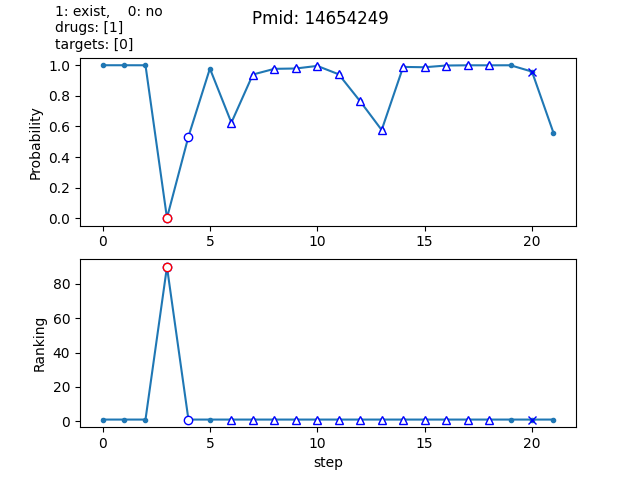 1: exist,    0: no
Pmid: 14654249
drugs: [1]
targets: [0]
1.0
0.8
0.6
0.4
0.2
0.0
Probability
0 5 10 15 20
80
60
40
20
0
Ranking
0 5 10 15 20
step